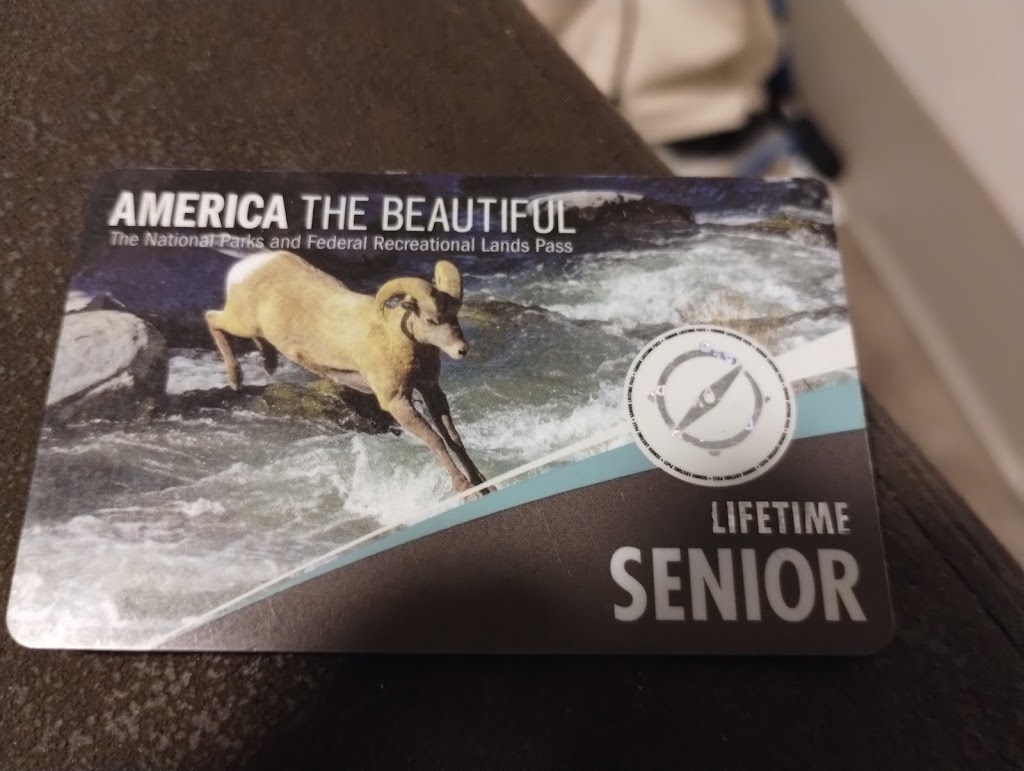 AMERICA THE BEAUTIFUL
The National Parks and Federal Recreational Lands Pass
LIFETIME
SENIOR